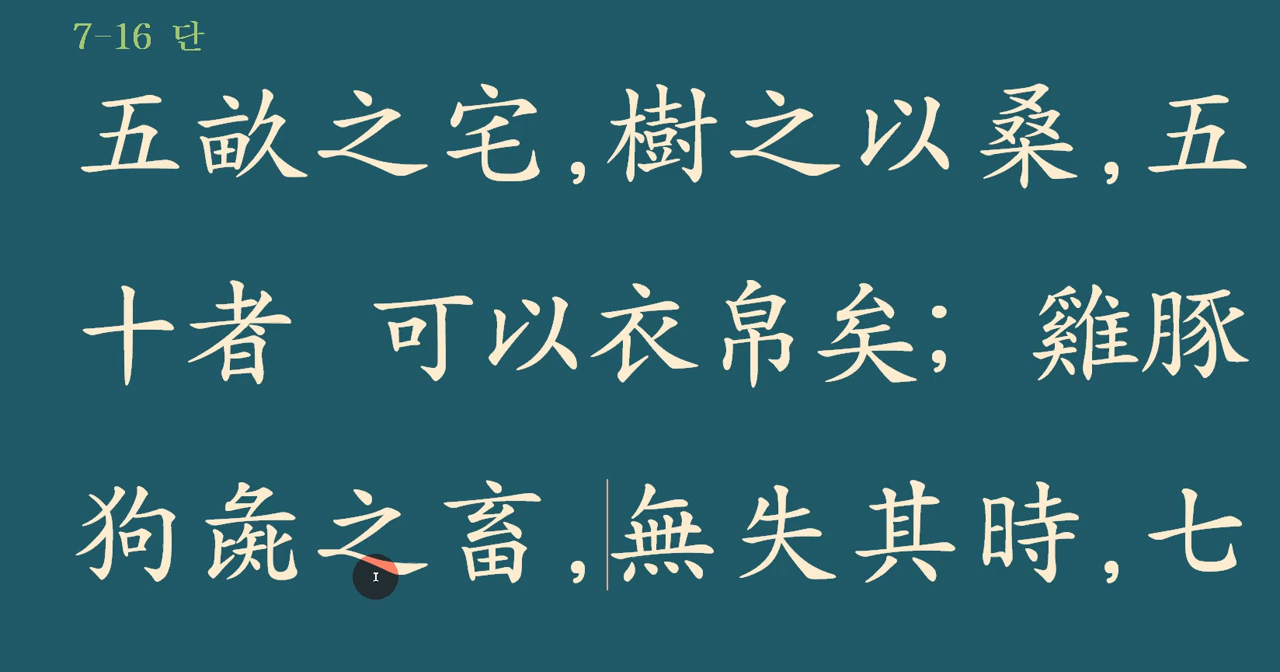 7-16 단
五畝之宅,樹之以桑,五
十者 可以衣帛矣; 雞豚
狗彘之畜,無失其時,七